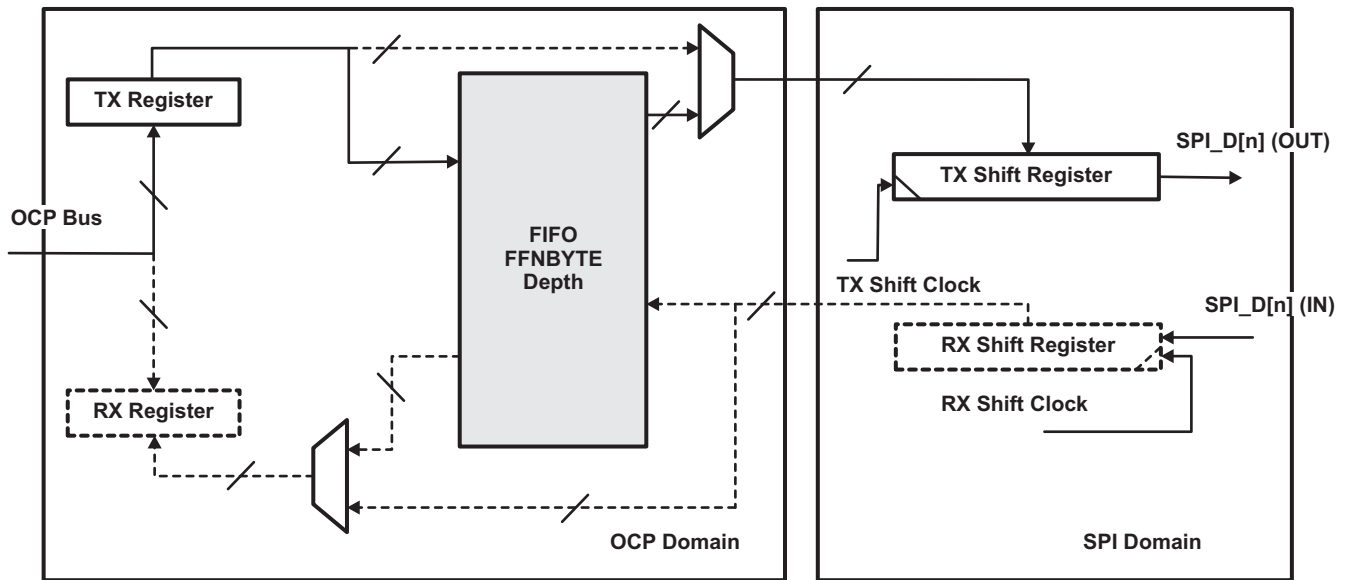 TX Register
SPI_D[n] (OUT)
TX Shift Register
OCP Bus
FIFO
FFNBYTE
Depth
TX Shift Clock
SPI_D[n] (IN)
RX Shift Register
RX Register
RX Shift Clock
OCP Domain
SPI Domain